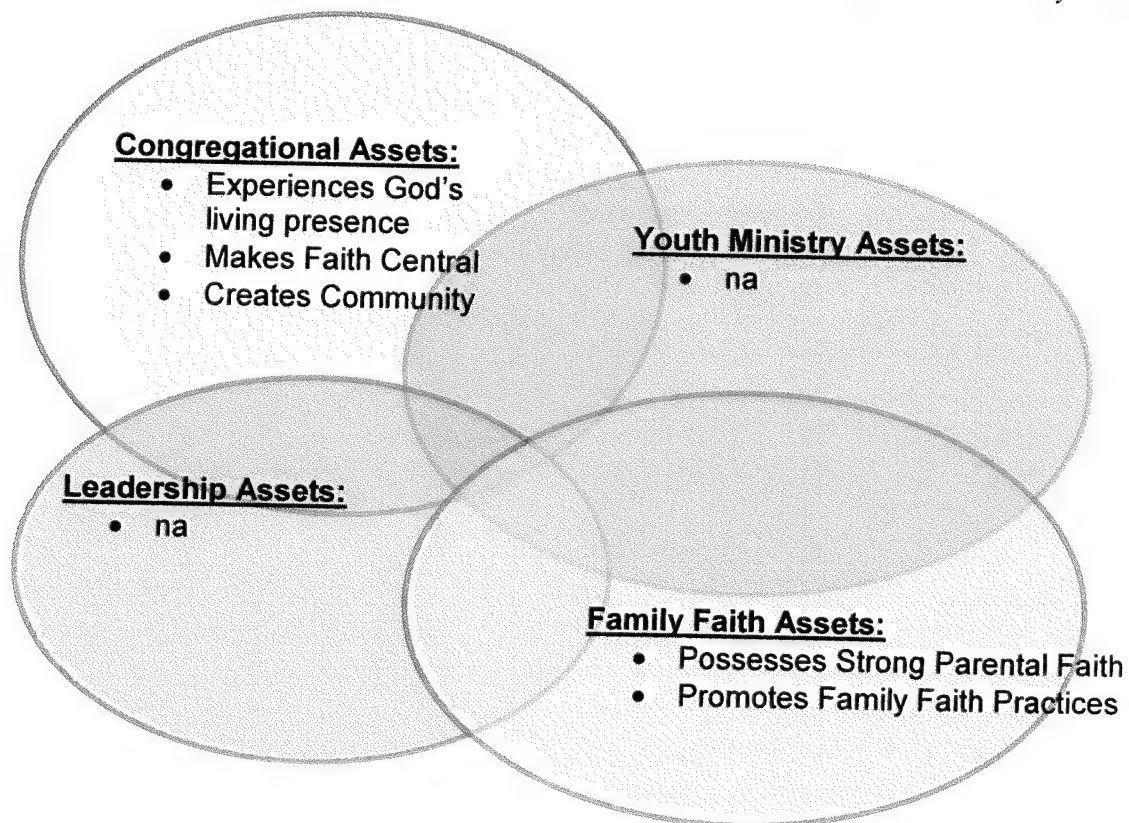 Congregational Assets:
• Experiences God's
living presence
• Makes Faith Central
• Creates Community
Youth Ministry Assets:
• na
Leadership Assets:
• na
Family Faith Assets:
• Possesses Strong Parental Faith
• Promotes Family Faith Practices